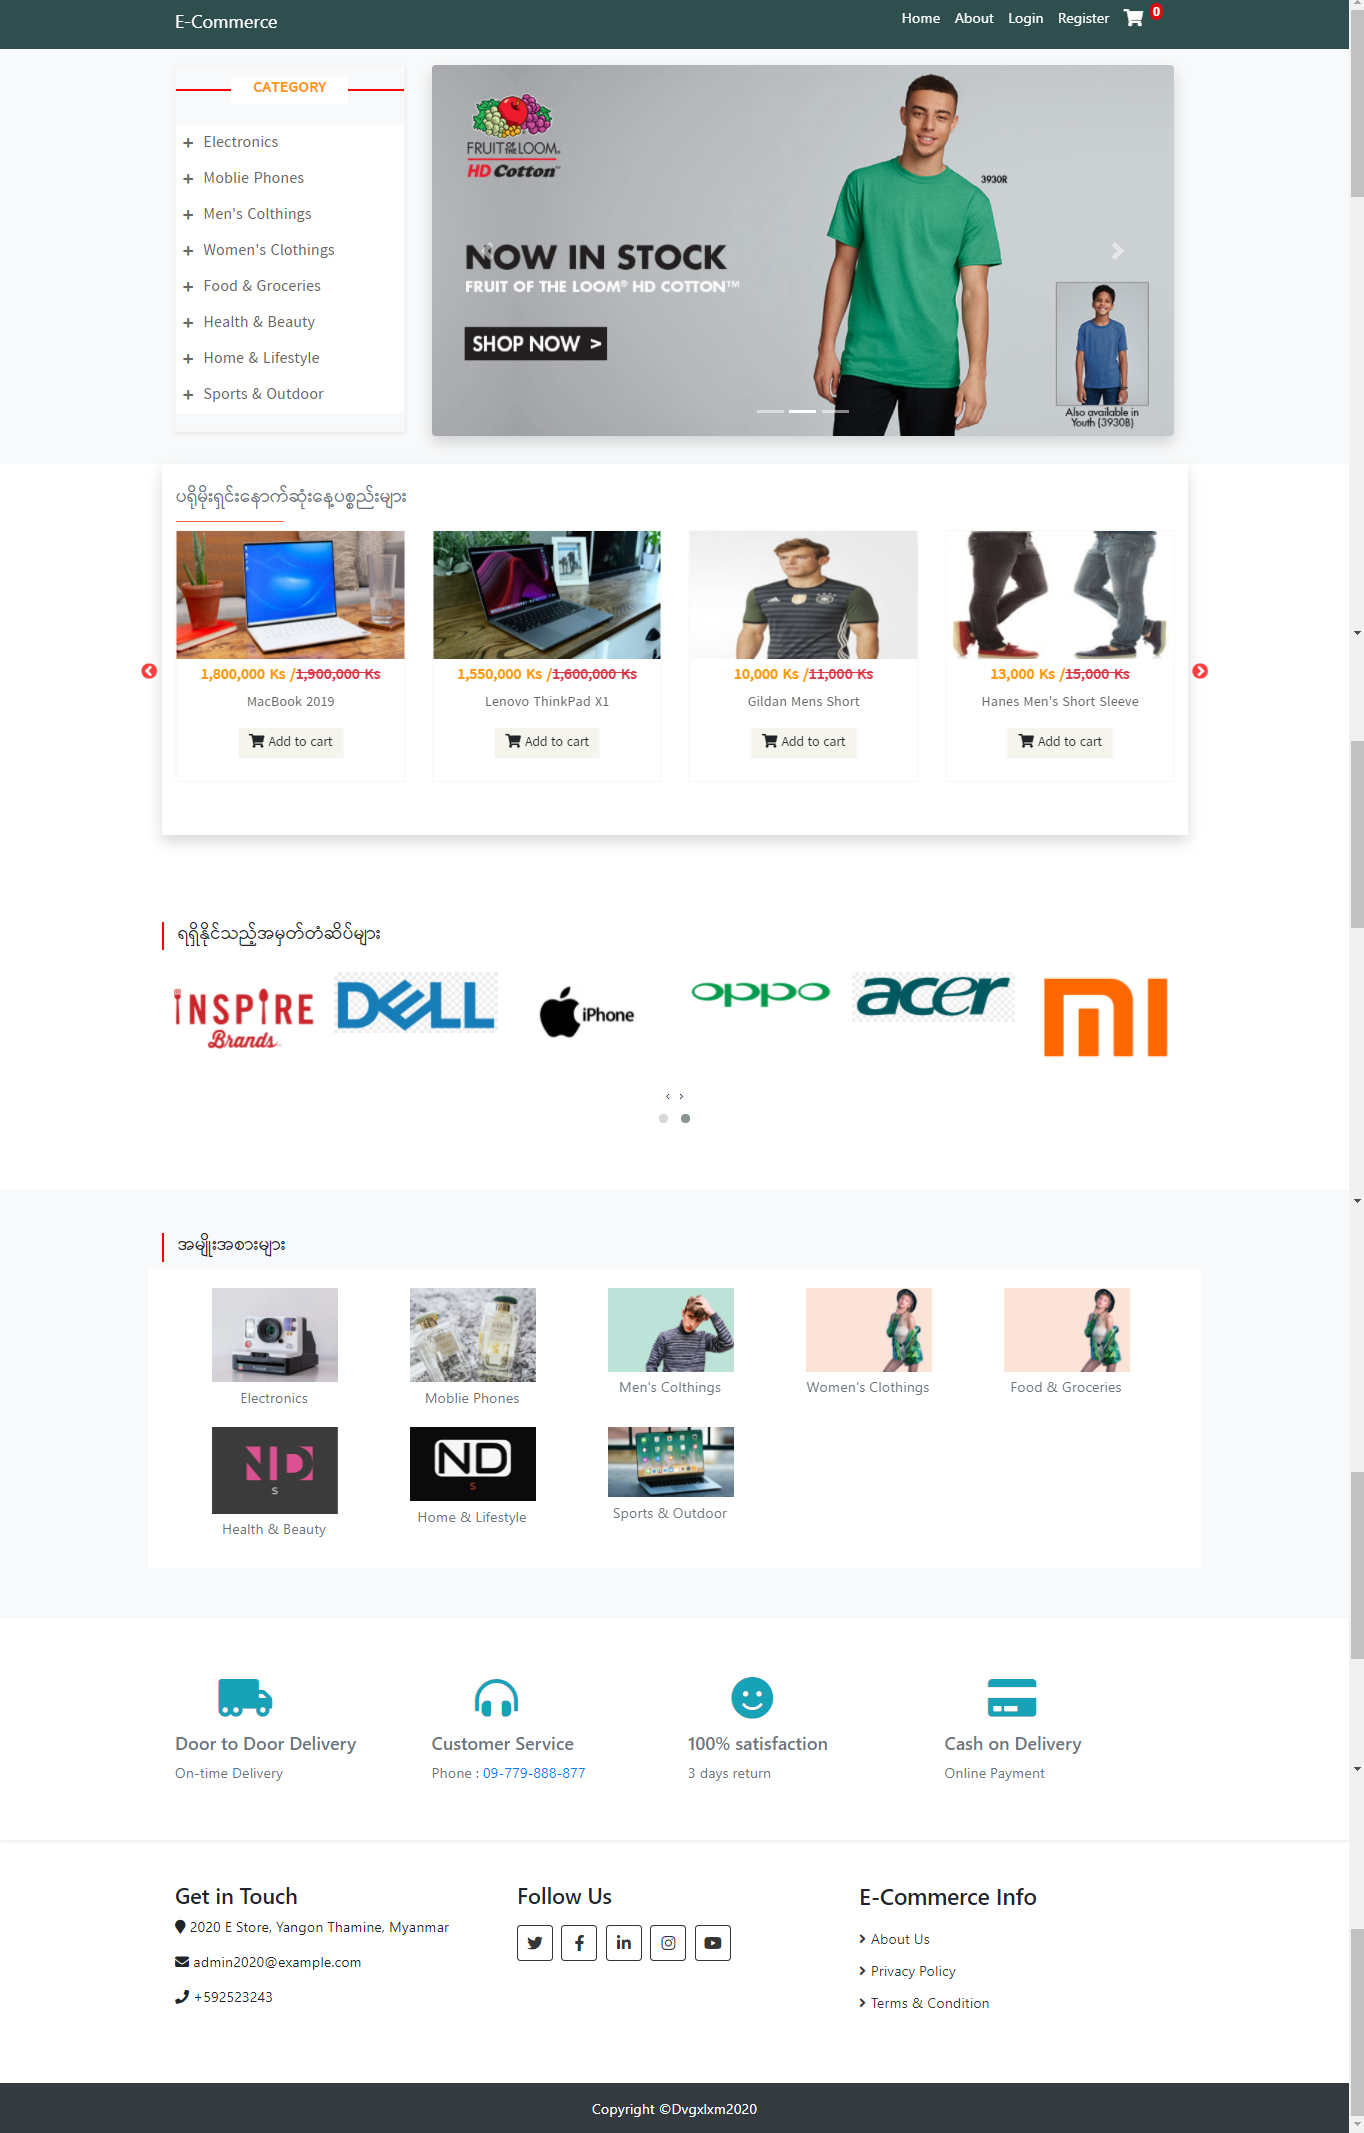 E-Commerce
Home About Login Register 0
CATEGORY
Electronics
Moblie Phones
Men's Colthings
Women's Clothings
Food & Groceries
Health & Beauty
Home & Lifestyle
Sports & Outdoor
FRUIT OF THE LOOM®
HD Cotton™
3930R
NOW IN STOCK
FRUIT OF THE LOOM® HD COTTON™
SHOP NOW >
Also available in
Youth (3930B)
ပရိုမိုးရှင်းနောက်ဆုံးနေ့ပစ္စည်းများ
1,800,000 Ks /1,900,000 Ks
MacBook 2019
Add to cart
1,550,000 Ks /1,600,000 Ks
Lenovo ThinkPad X1
Add to cart
10,000 Ks /11,000 Ks
Gildan Mens Short
Add to cart
13,000 Ks /15,000 Ks
Hanes Men's Short Sleeve
Add to cart
ရရှိနိုင်သည့်အမှတ်တံဆိပ်များ
INSPIRE
Brands
DELL
iPhone
oppo
acer
MI
‹ ›
အမျိုးအစားများ
Electronics
Moblie Phones
Men's Colthings
Women's Clothings
Food & Groceries
ND
S
Health & Beauty
ND
S
Home & Lifestyle
Sports & Outdoor
Door to Door Delivery
On-time Delivery
Customer Service
Phone : 09-779-888-877
100% satisfaction
3 days return
Cash on Delivery
Online Payment
Get in Touch
2020 E Store, Yangon Thamine, Myanmar
admin2020@example.com
+592523243
Follow Us
E-Commerce Info
About Us
Privacy Policy
Terms & Condition
Copyright ©Dvgxlxm2020